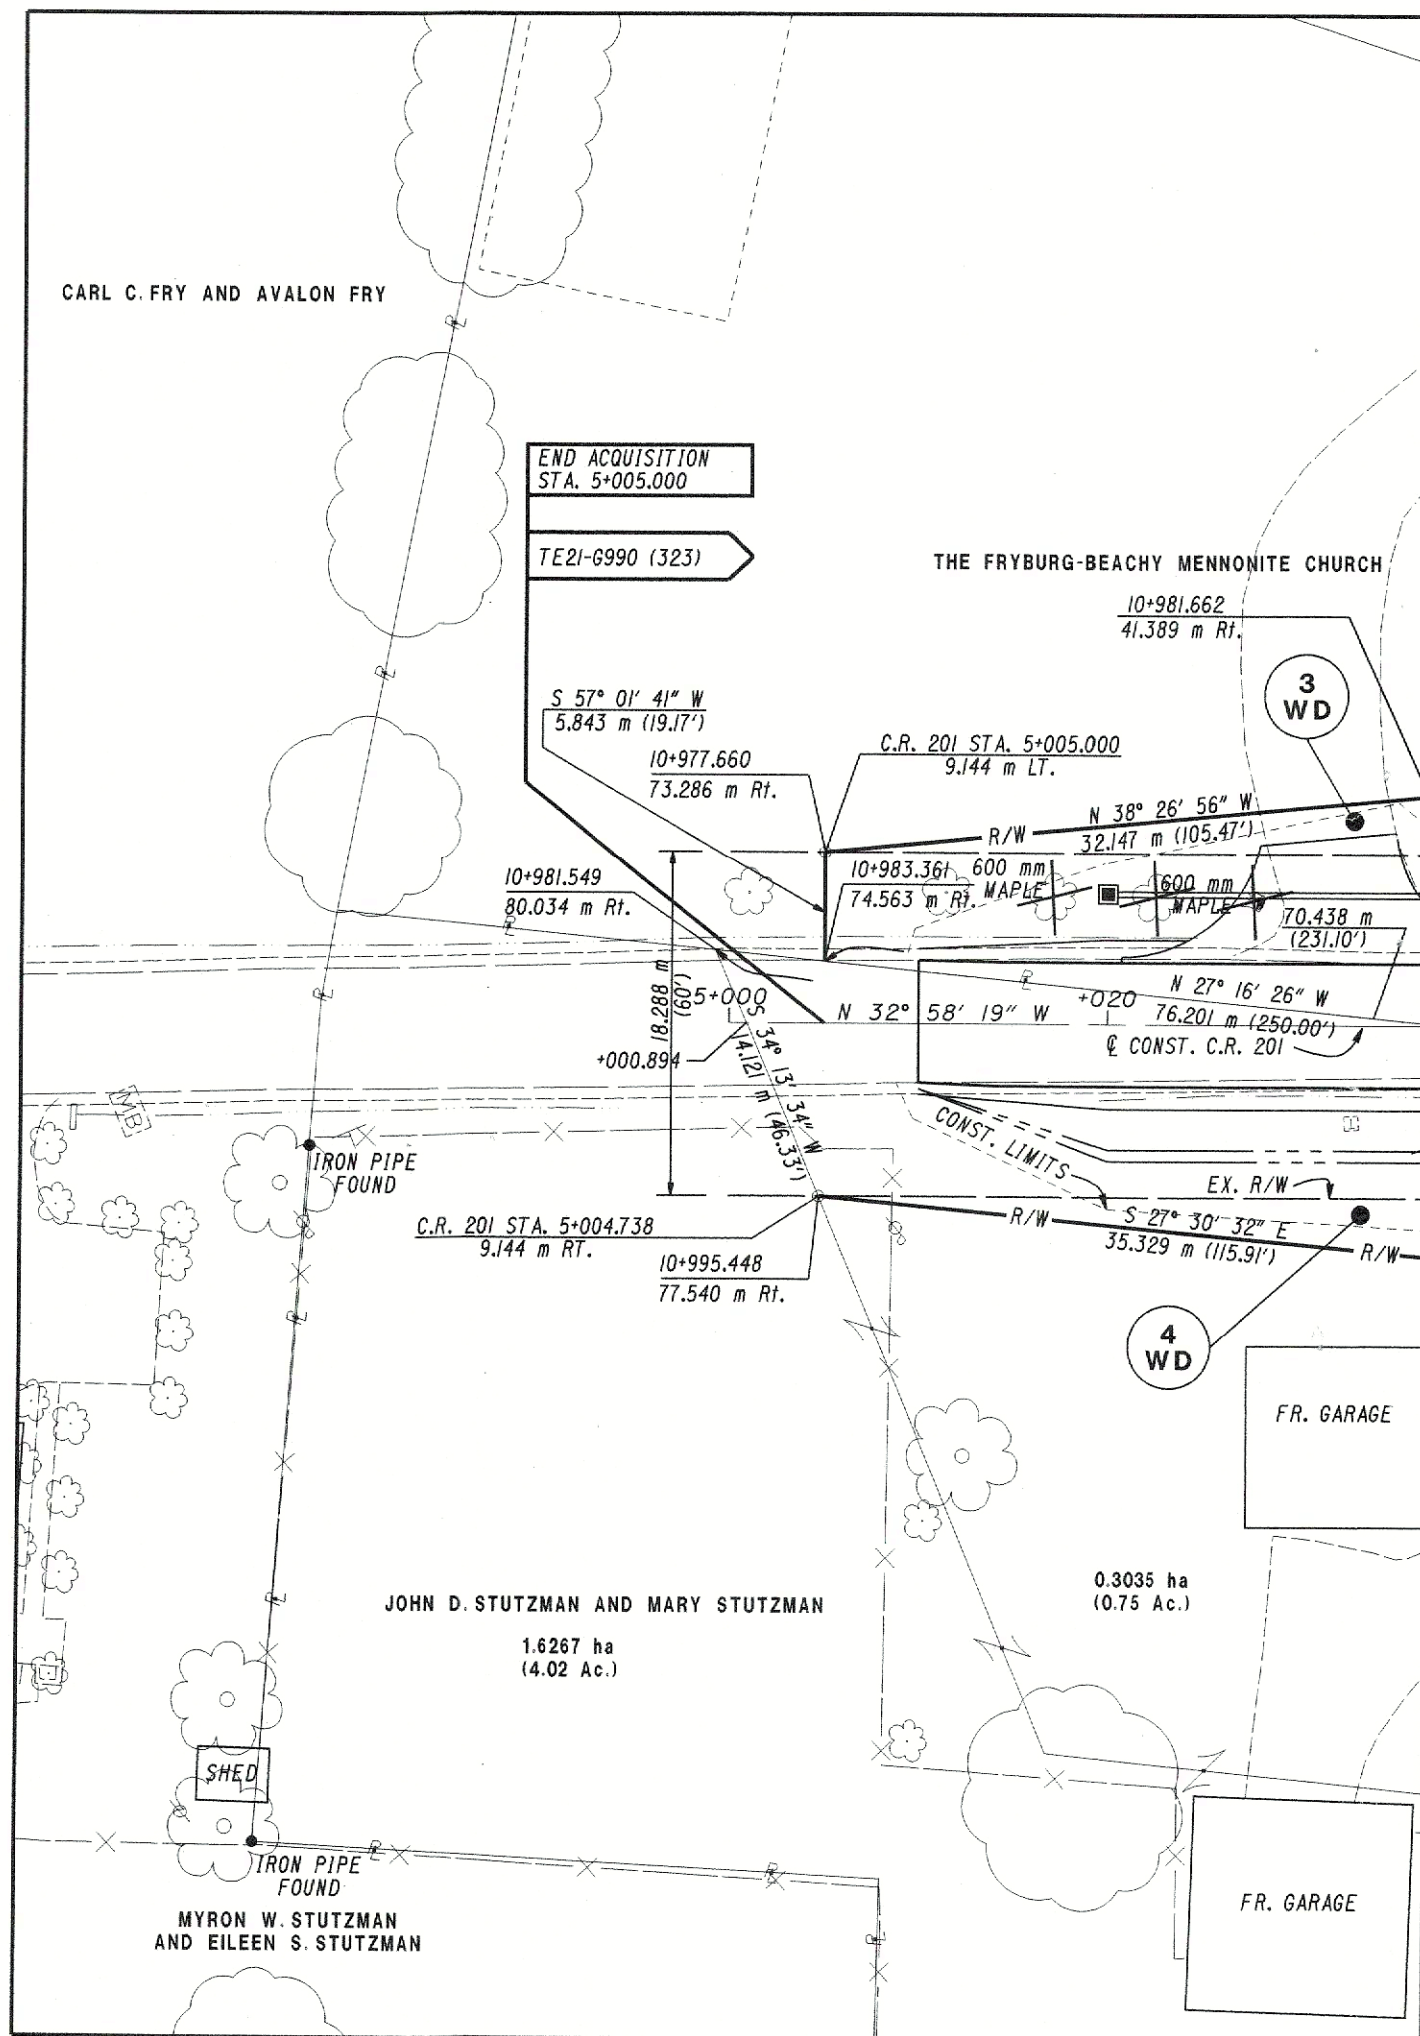 CARL C. FRY AND AVALON FRY
END ACQUISITION
STA. 5+005.000
TE21-G990 (323)
THE FRYBURG-BEACHY MENNONITE CHURCH
10+981.662
41.389 m Rt.
3
WD
S 57° 01' 41" W
5.843 m (19.17')
10+977.660
73.286 m Rt.
C.R. 201 STA. 5+005.000
9.144 m LT.
N 38° 26' 56" W
R/W
32.147 m (105.47')
10+981.549
80.034 m Rt.
10+983.361
74.563 m Rt.
600 mm
MAPLE
600 mm
MAPLE
70.438 m
(231.10')
18.288 m
(60')
5+000
N 32° 58' 19" W
+020
N 27° 16' 26" W
76.201 m (250.00')
℄ CONST. C.R. 201
+000.894
S 34° 13' 34" W
14.121 m (46.33')
MB
CONST. LIMITS
IRON PIPE
FOUND
EX. R/W
C.R. 201 STA. 5+004.738
9.144 m RT.
10+995.448
77.540 m Rt.
R/W
S 27° 30' 32" E
35.329 m (115.91')
R/W
4
WD
FR. GARAGE
JOHN D. STUTZMAN AND MARY STUTZMAN
1.6267 ha
(4.02 Ac.)
0.3035 ha
(0.75 Ac.)
SHED
IRON PIPE
FOUND
MYRON W. STUTZMAN
AND EILEEN S. STUTZMAN
FR. GARAGE